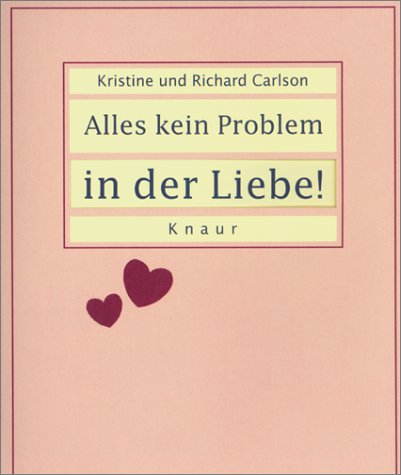 Kristine und Richard Carlson
Alles kein Problem
in der Liebe!
Knaur